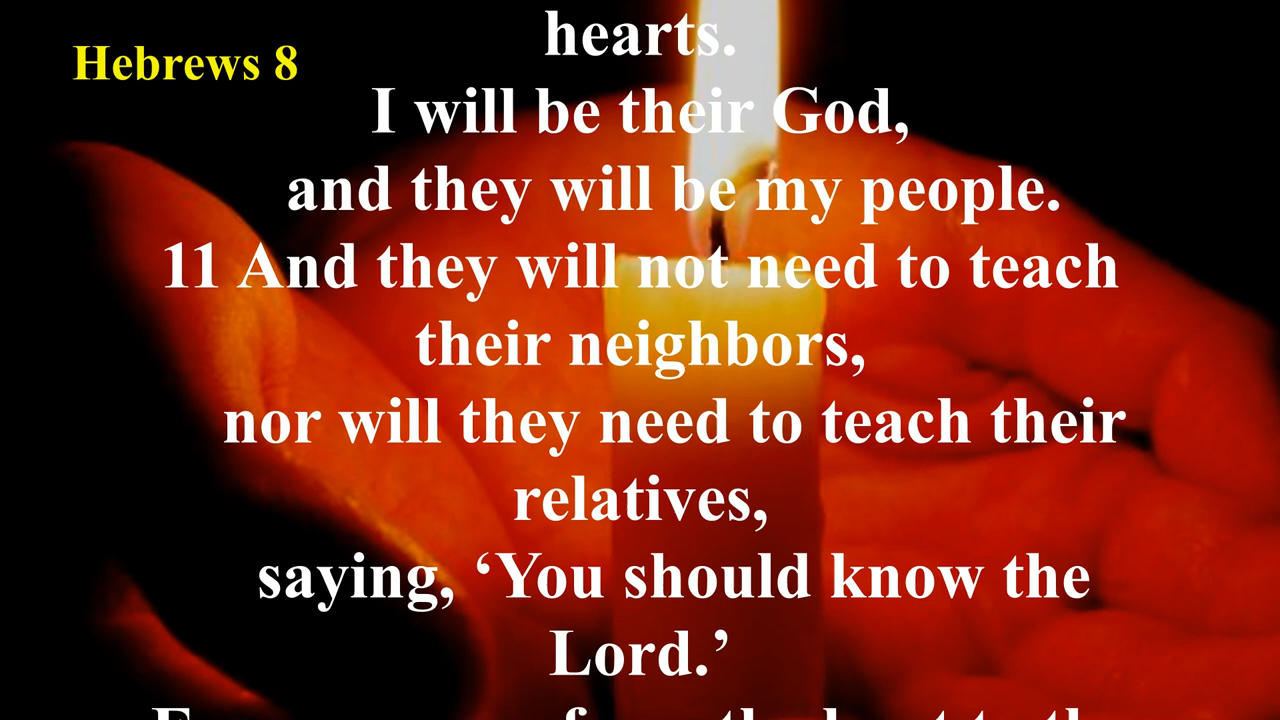 hearts.
Hebrews 8
I will be their God,
and they will be my people.
11 And they will not need to teach
their neighbors,
nor will they need to teach their
relatives,
saying, ‘You should know the
Lord.’